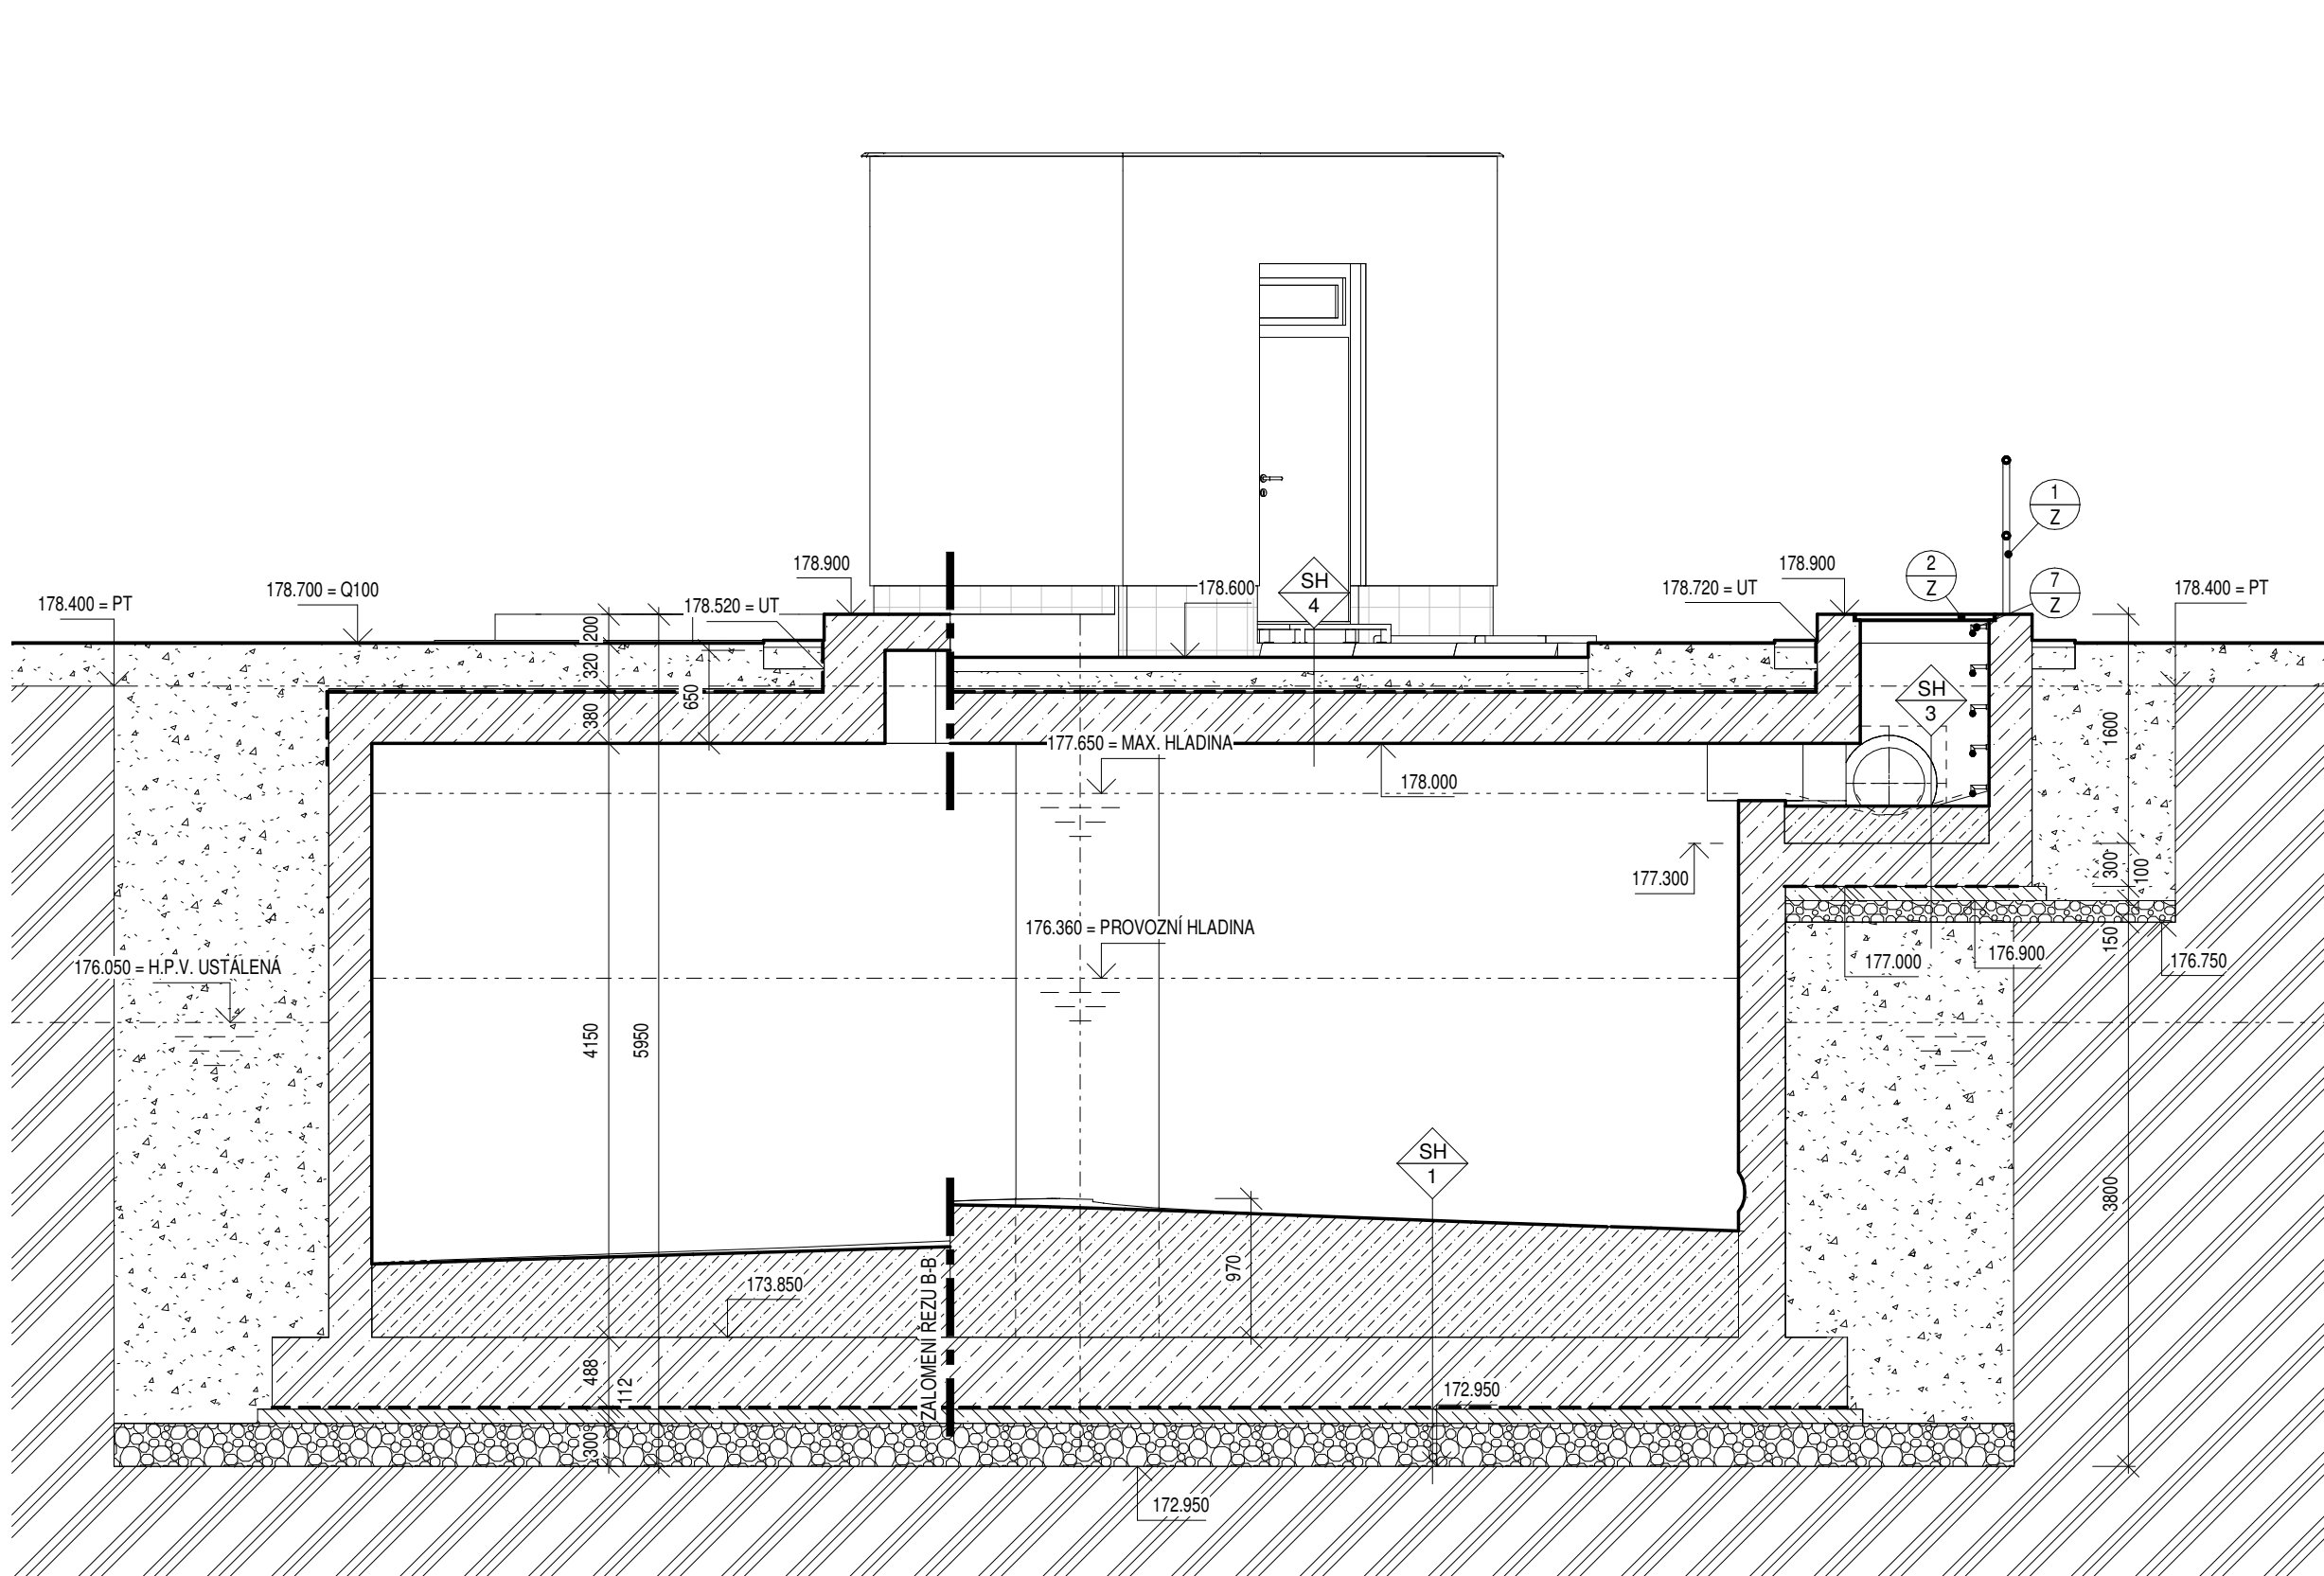 1
Z
178.900
178.900
2
Z
SH
4
7
Z
178.400 = PT
178.700 = Q100
178.520 = UT
178.600
178.720 = UT
178.400 = PT
200
320
650
380
SH
3
1600
177.650 = MAX. HLADINA
178.000
177.300
300
100
176.360 = PROVOZNÍ HLADINA
150
176.050 = H.P.V. USTÁLENÁ
177.000
176.900
176.750
4150
5950
SH
1
3800
970
173.850
ZALOMENÍ ŘEZU B-B
488
112
172.950
300
172.950